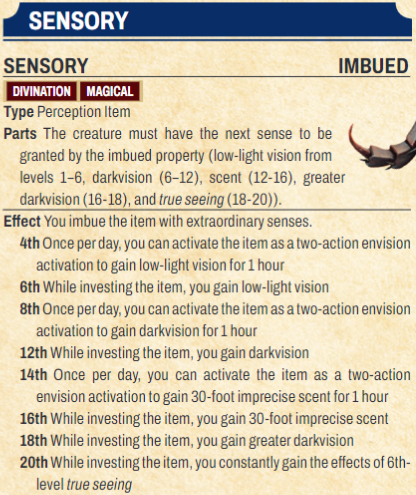 SENSORY
SENSORY IMBUED
DIVINATION MAGICAL
Type Perception Item
Parts The creature must have the next sense to be
granted by the imbued property (low-light vision from
levels 1–6, darkvision (6–12), scent (12-16), greater
darkvision (16-18), and true seeing (18-20)).
Effect You imbue the item with extraordinary senses.
4th Once per day, you can activate the item as a two-action envision
activation to gain low-light vision for 1 hour
6th While investing the item, you gain low-light vision
8th Once per day, you can activate the item as a two-action envision
activation to gain darkvision for 1 hour
12th While investing the item, you gain darkvision
14th Once per day, you can activate the item as a two-action
envision activation to gain 30-foot imprecise scent for 1 hour
16th While investing the item, you gain 30-foot imprecise scent
18th While investing the item, you gain greater darkvision
20th While investing the item, you constantly gain the effects of 6th-
level true seeing